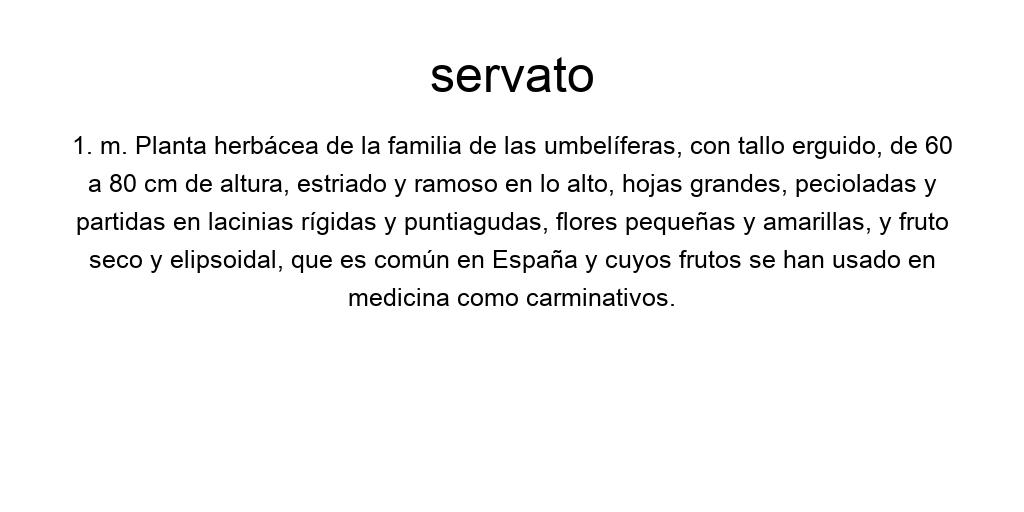 servato
1. m. Planta herbácea de la familia de las umbelíferas, con tallo erguido, de 60
a 80 cm de altura, estriado y ramoso en lo alto, hojas grandes, pecioladas y
partidas en lacinias rígidas y puntiagudas, flores pequeñas y amarillas, y fruto
seco y elipsoidal, que es común en España y cuyos frutos se han usado en
medicina como carminativos.